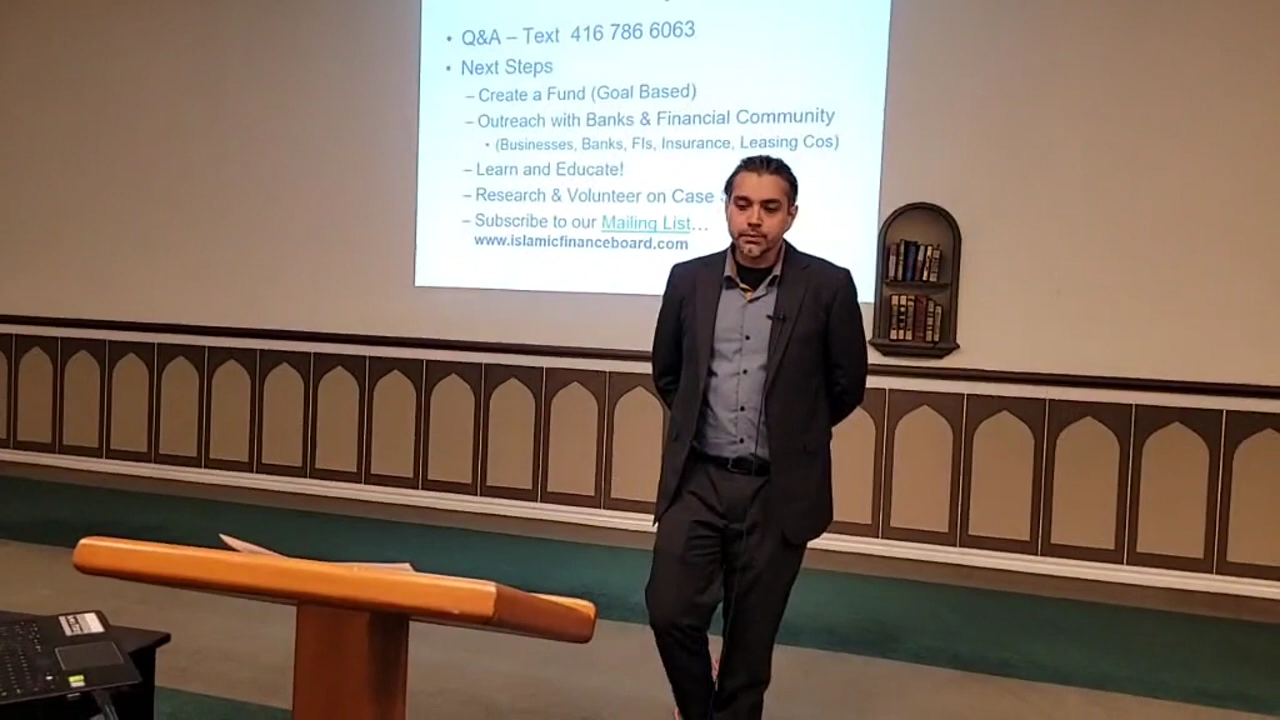 • Q&A – Text 416 786 6063
• Next Steps
– Create a Fund (Goal Based)
– Outreach with Banks & Financial Community
• (Businesses, Banks, FIs, Insurance, Leasing Cos)
– Learn and Educate!
– Research & Volunteer on Case
– Subscribe to our Mailing List…
www.islamicfinanceboard.com